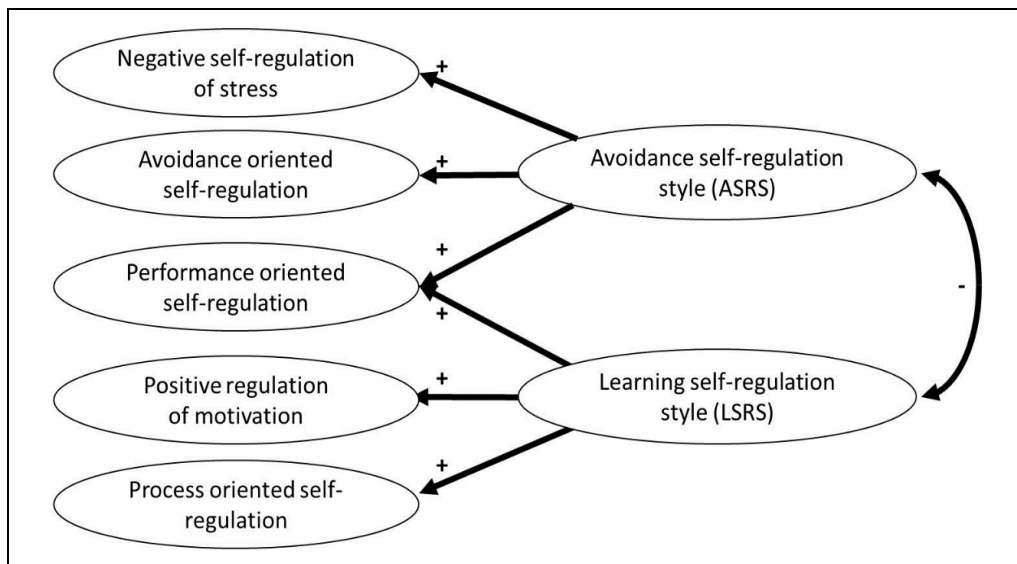 Negative self-regulation
of stress
+
Avoidance oriented
self-regulation
+
Avoidance self-regulation
style (ASRS)
Performance oriented
self-regulation
+
+
-
Positive regulation
of motivation
+
Learning self-regulation
style (LSRS)
Process oriented self-
regulation
+